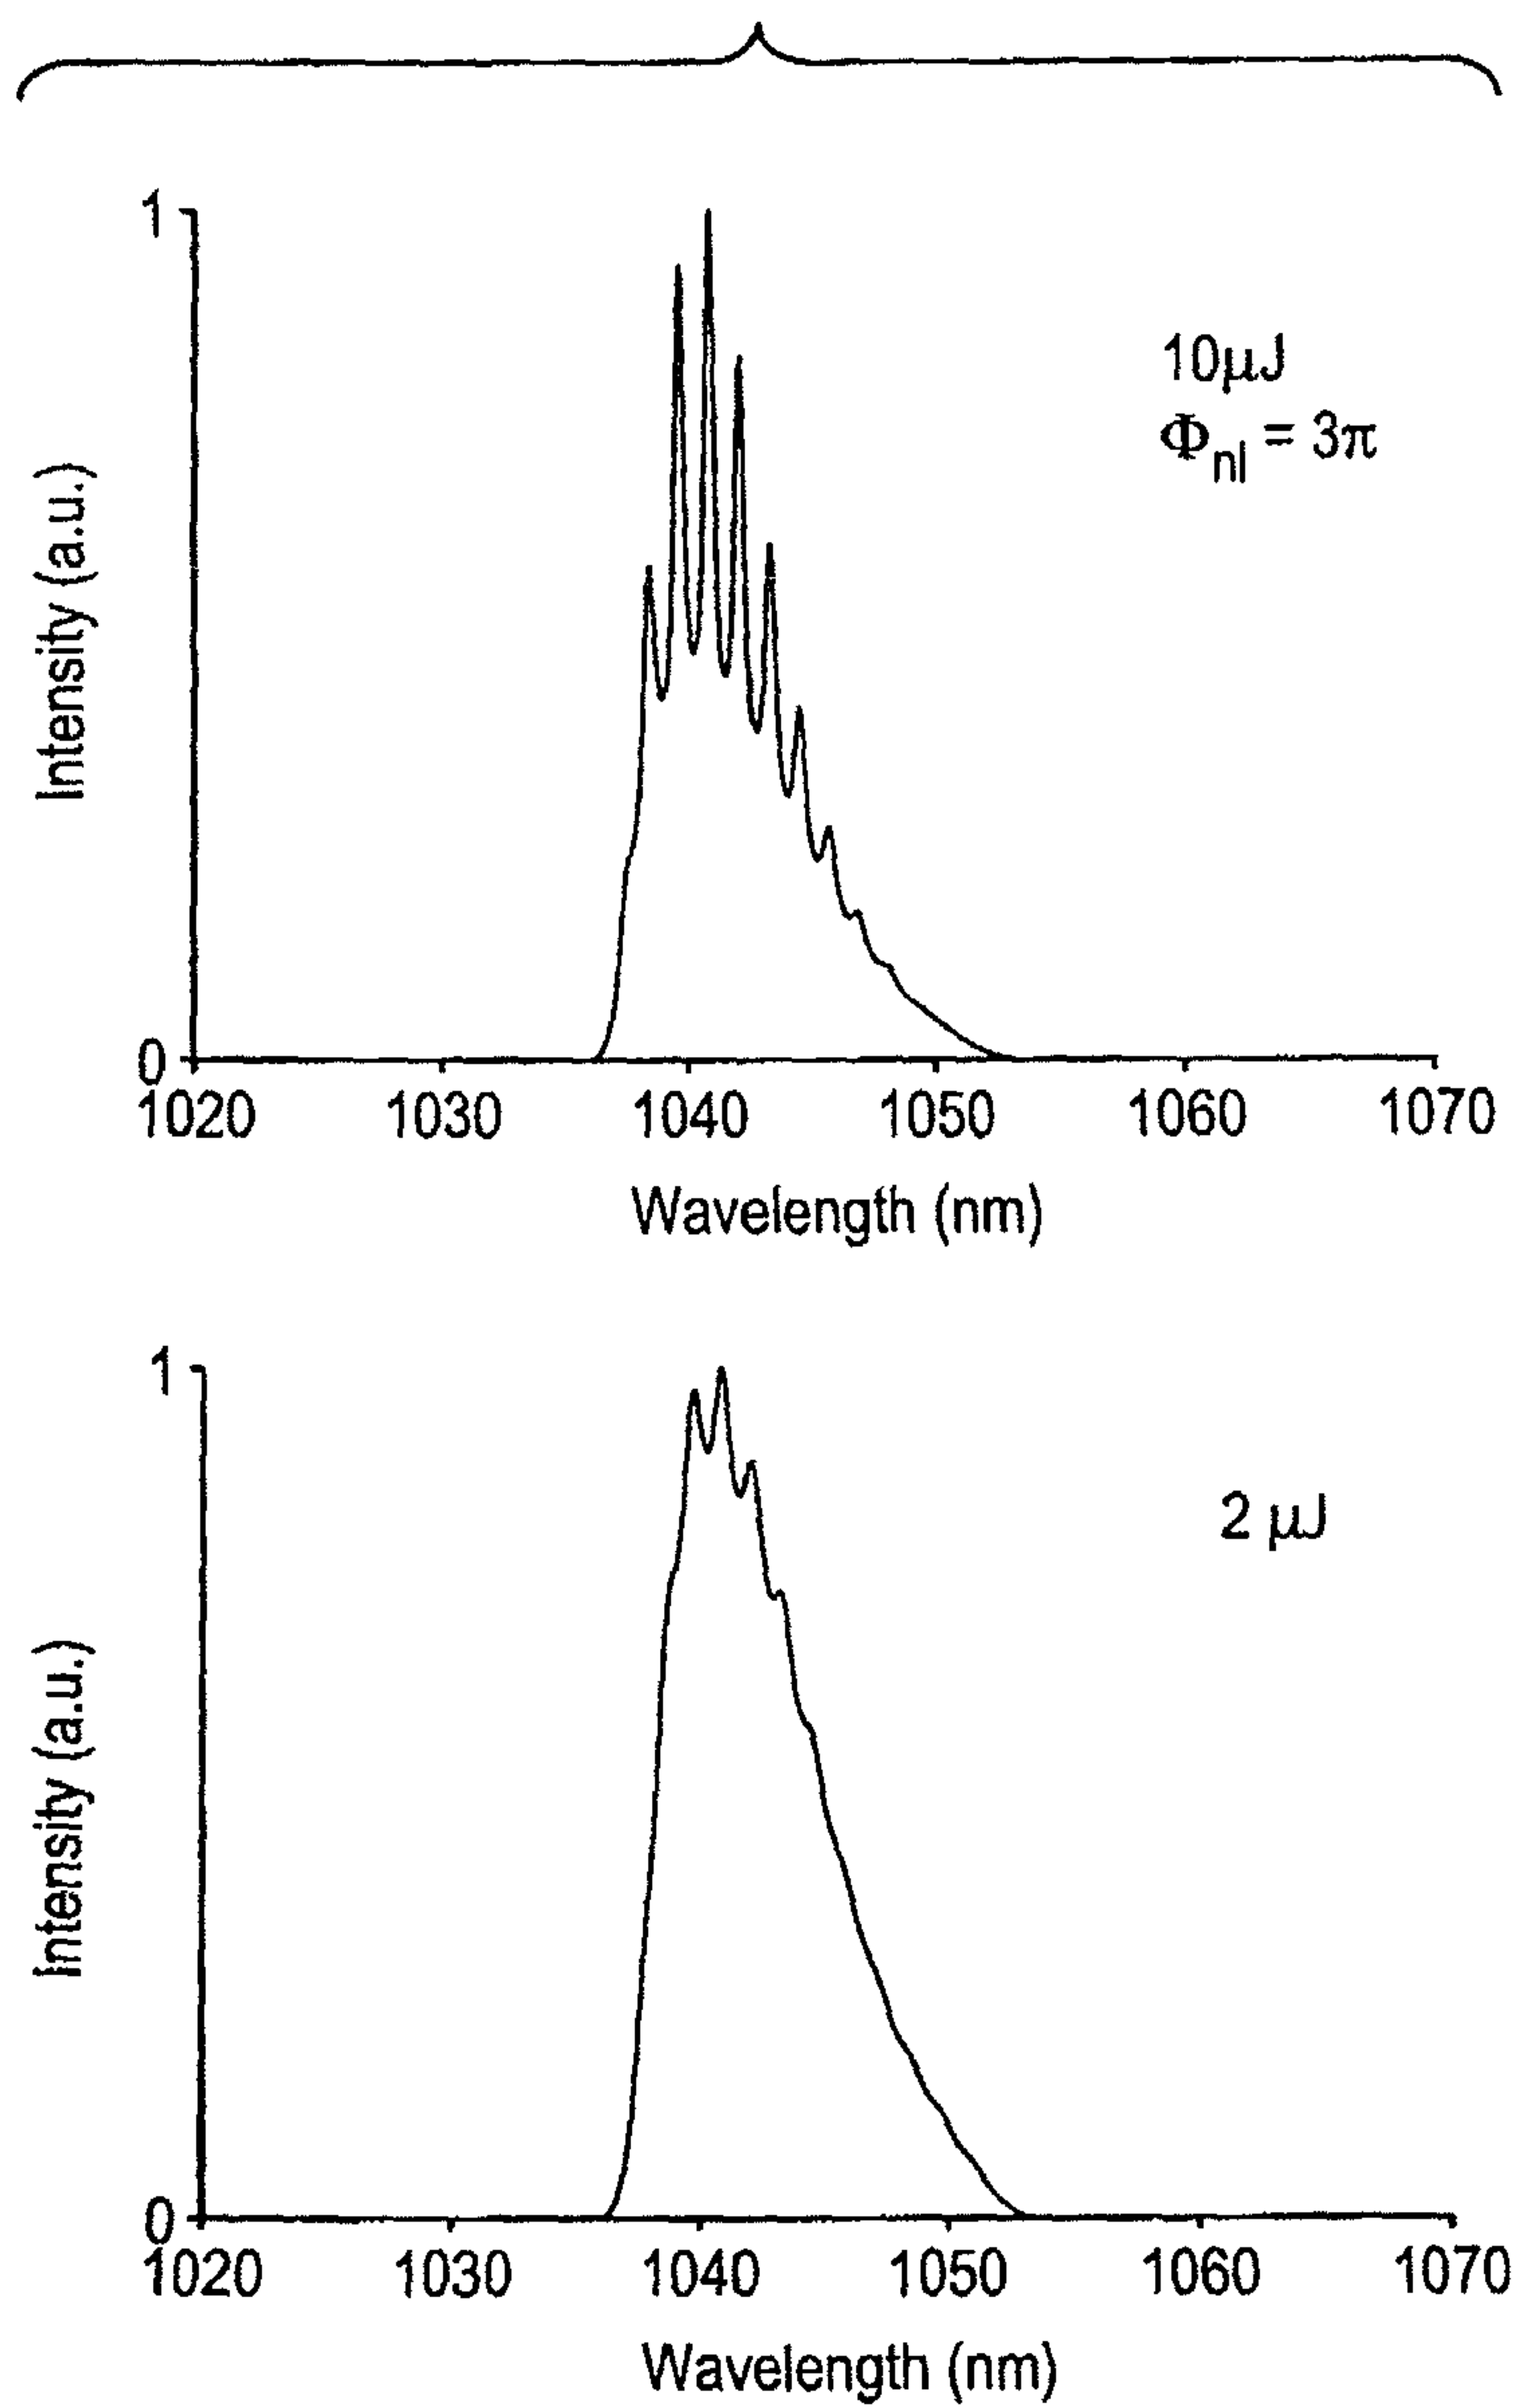 1
10μJ
Φnl = 3π
Intensity (a.u.)
0
1020 1030 1040 1050 1060 1070
Wavelength (nm)
1
2 μJ
Intensity (a.u.)
0
1020 1030 1040 1050 1060 1070
Wavelength (nm)